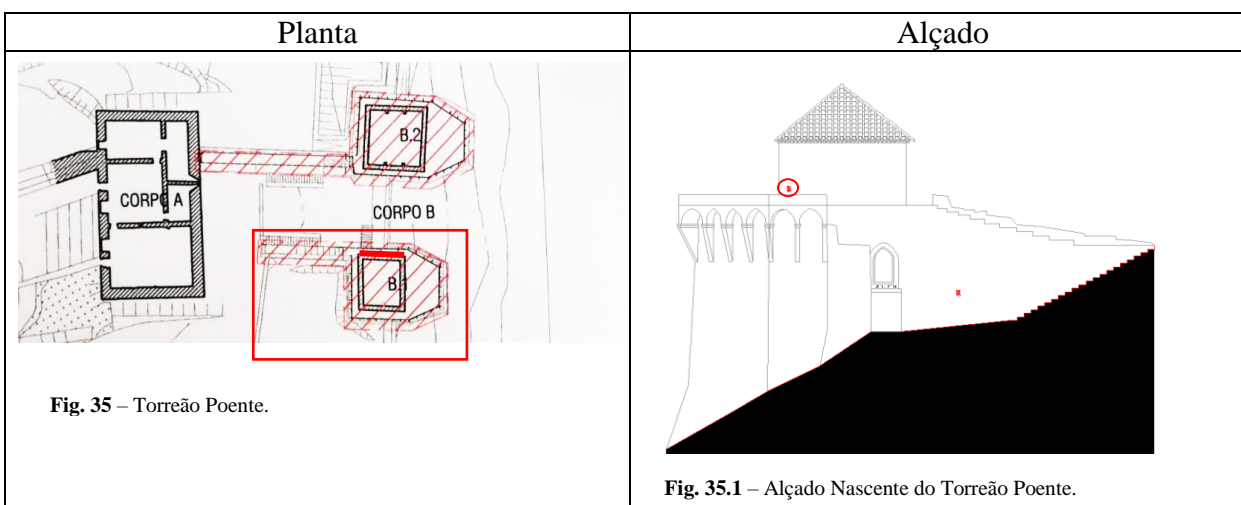 Planta
Alçado
B.2
CORPO A
CORPO B
B.
Fig. 35 – Torreão Poente.
Fig. 35.1 – Alçado Nascente do Torreão Poente.